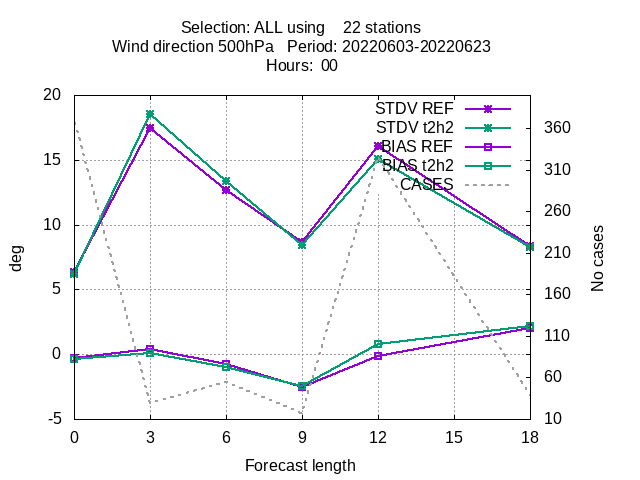 Selection: ALL using    22 stations
Wind direction 500hPa   Period: 20220603-20220623
Hours:  00
STDV REF
STDV t2h2
BIAS REF
BIAS t2h2
CASES
20
15
10
5
0
-5
deg
360
310
260
210
160
110
60
10
No cases
0 3 6 9 12 15 18
Forecast length